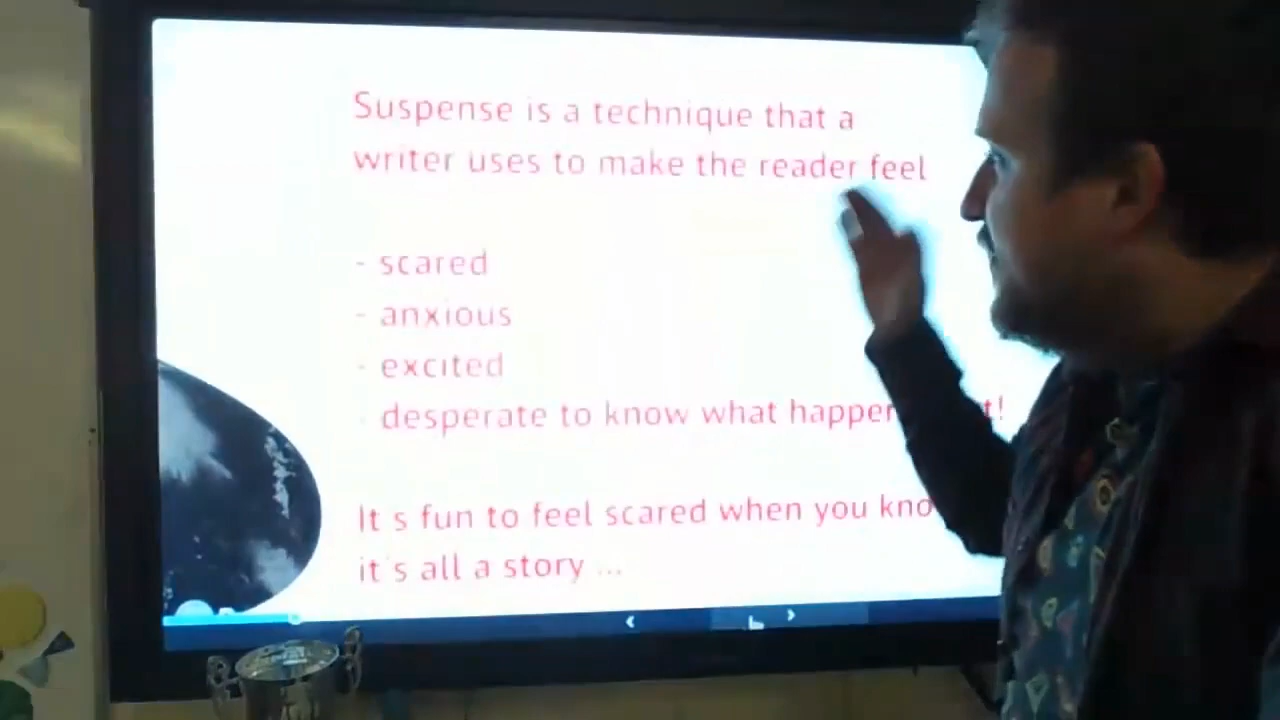 Suspense is a technique that a
writer uses to make the reader feel
- scared
- anxious
- excited
- desperate to know what happen t!
It s fun to feel scared when you kno
it's all a story ...